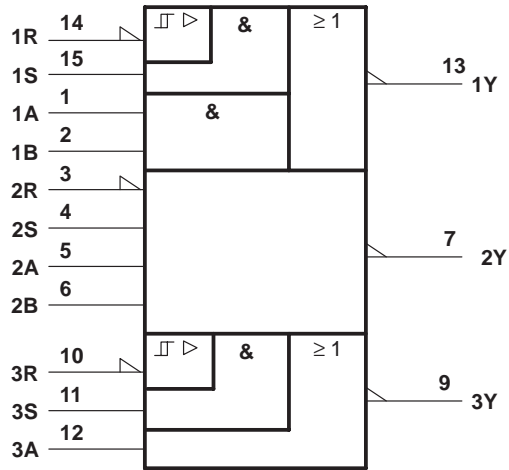 1R 14 & ≥ 1
1S 15 13 1Y
1A 1 &
1B 2
2R 3
2S 4 7 2Y
2A 5
2B 6
3R 10 & ≥ 1
3S 11 9 3Y
3A 12